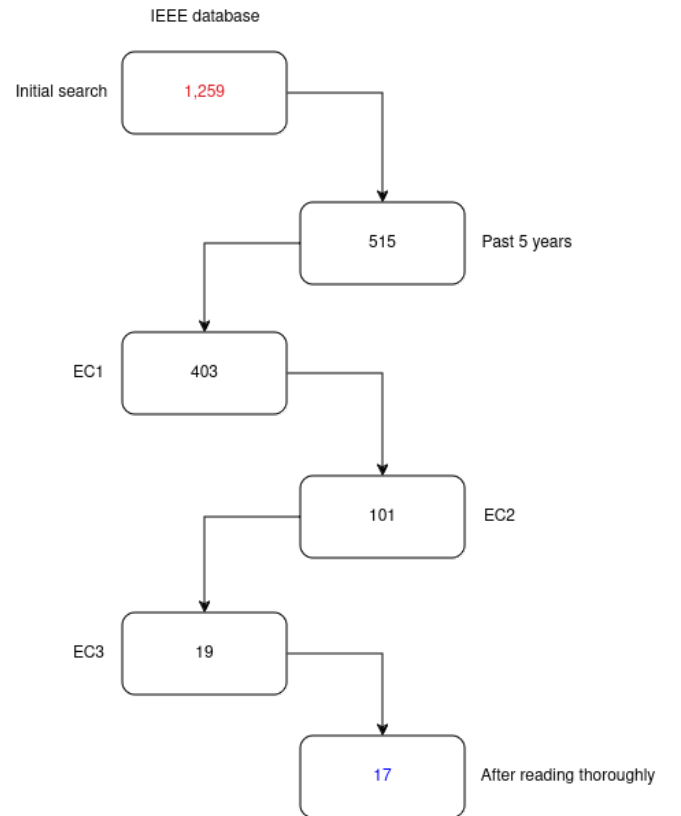 IEEE database
Initial search
1,259
515
Past 5 years
EC1
403
101
EC2
EC3
19
17
After reading thoroughly